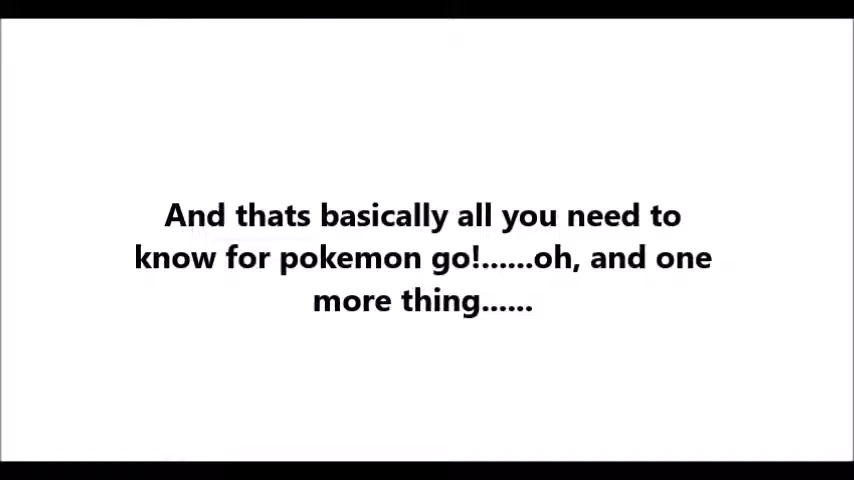 And thats basically all you need to
know for pokemon go!......oh, and one
more thing......